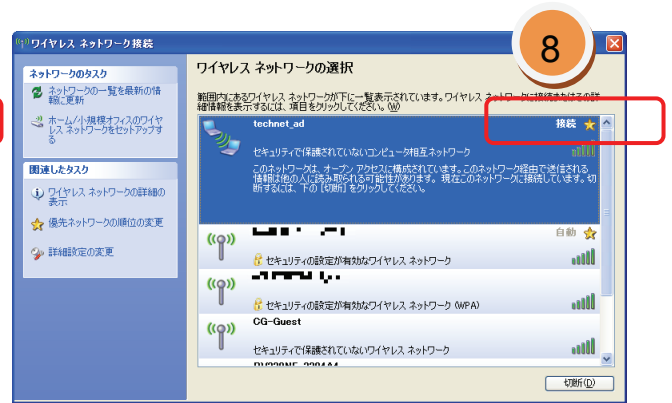 8
ワイヤレス ネットワーク接続
ネットワークのタスク
ネットワークの一覧を最新の情
報に更新
ホーム/小規模オフィスのワイヤ
レス ネットワークをセットアップす
る
関連したタスク
ワイヤレス ネットワークの詳細の
表示
優先ネットワークの順位の変更
詳細設定の変更
ワイヤレス ネットワークの選択
範囲内にあるワイヤレス ネットワークが下に一覧表示されています。ワイヤレス ネットワークに接続またはその詳
細情報を表示するには、項目をクリックしてください。(W)
technet_ad 接続
セキュリティで保護されていないコンピュータ相互ネットワーク
このネットワークは、オープン アクセスに構成されています。このネットワーク経由で送信される
情報は他の人に読み取られる可能性があります。 現在このネットワークに接続しています。切
断するには、下の [切断] をクリックしてください。
自動
セキュリティの設定が有効なワイヤレス ネットワーク
セキュリティの設定が有効なワイヤレス ネットワーク (WPA)
CG-Guest
セキュリティで保護されていないワイヤレス ネットワーク
切断(D)